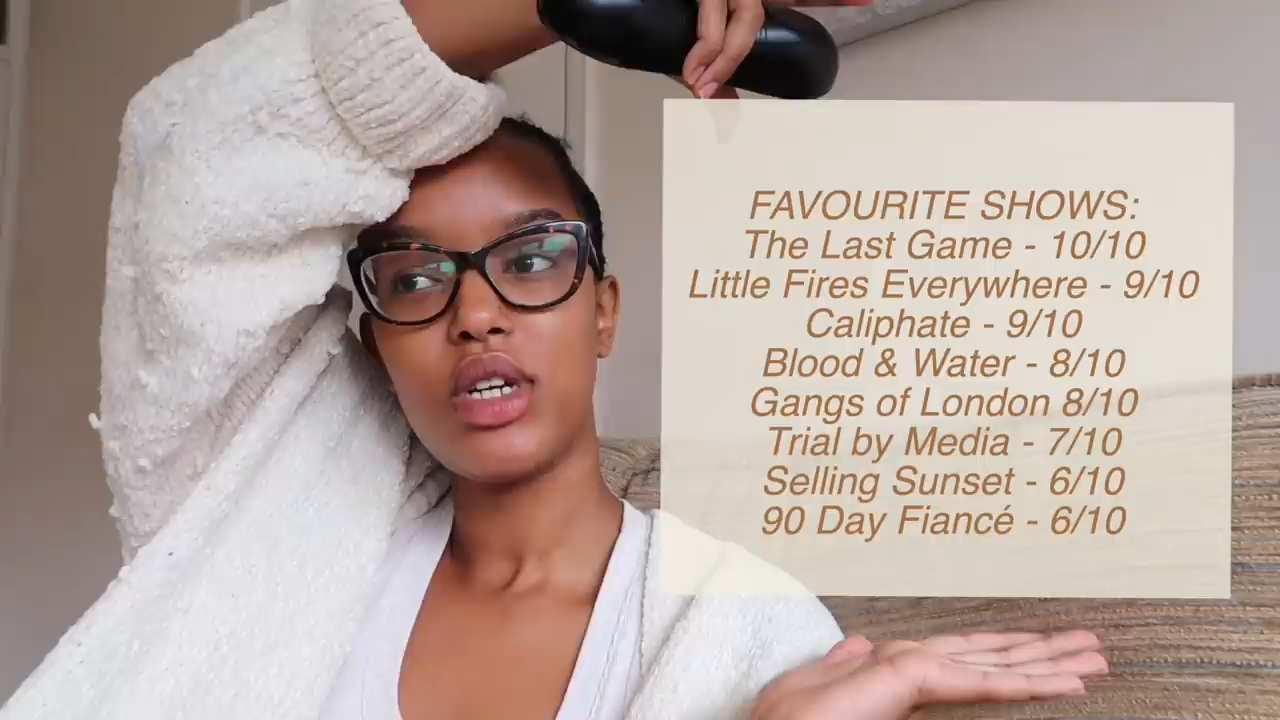 FAVOURITE SHOWS:
The Last Game - 10/10
Little Fires Everywhere - 9/10
Caliphate - 9/10
Blood & Water - 8/10
Gangs of London 8/10
Trial by Media - 7/10
Selling Sunset - 6/10
90 Day Fiancé - 6/10